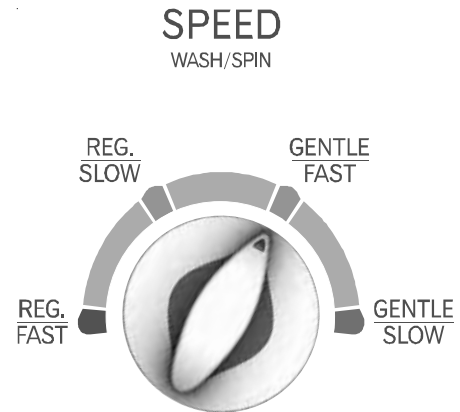 SPEED
WASH/SPIN
REG.
SLOW
GENTLE
FAST
REG.
FAST
GENTLE
SLOW